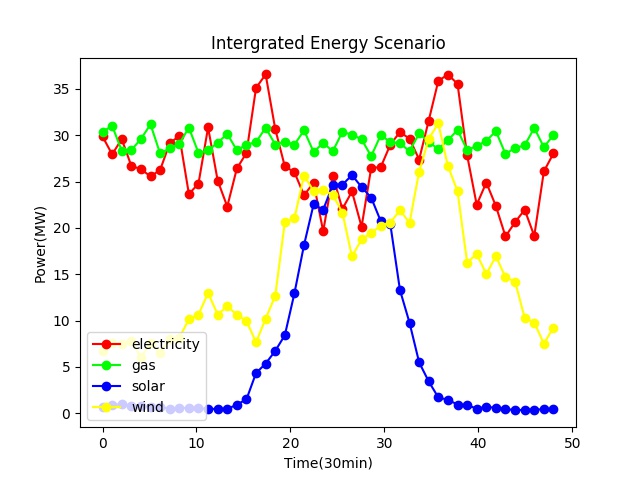 Intergrated Energy Scenario
Power(MW)
35
30
25
20
15
10
5
0
electricity
gas
solar
wind
0 10 20 30 40 50
Time(30min)